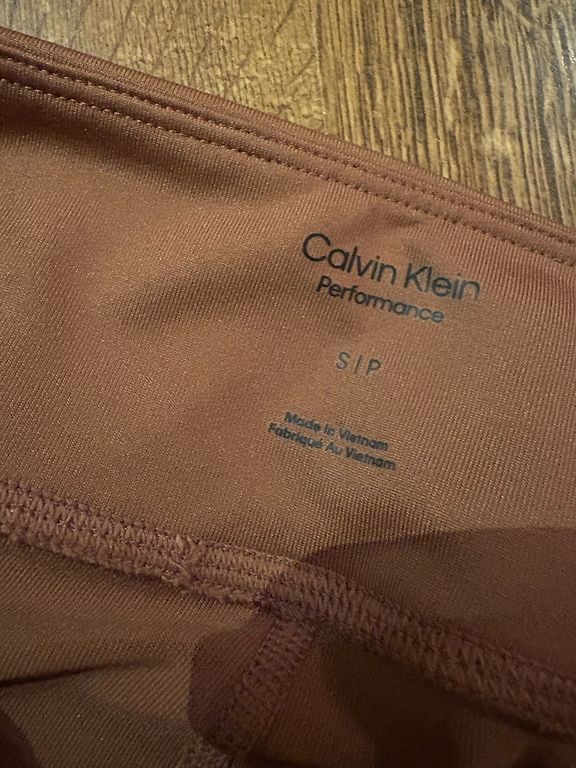 Calvin Klein
Performance
S | P
Made in Vietnam
Fabriqué Au Vietnam